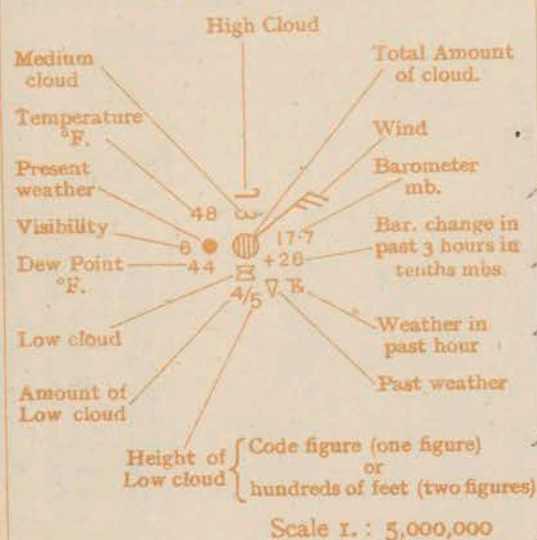 High Cloud
Medium
cloud
Total Amount
of cloud.
Temperature
°F.
Wind
Present
weather
Barometer
mb.
48
Visibility
6
17·7
Bar. change in
past 3 hours in
tenths mbs.
+26
Dew Point
°F.
44
4/5
Low cloud
Weather in
past hour
Amount of
Low cloud
Past weather
Height of
Low cloud
Code figure (one figure)
or
hundreds of feet (two figures)
Scale 1. : 5,000,000